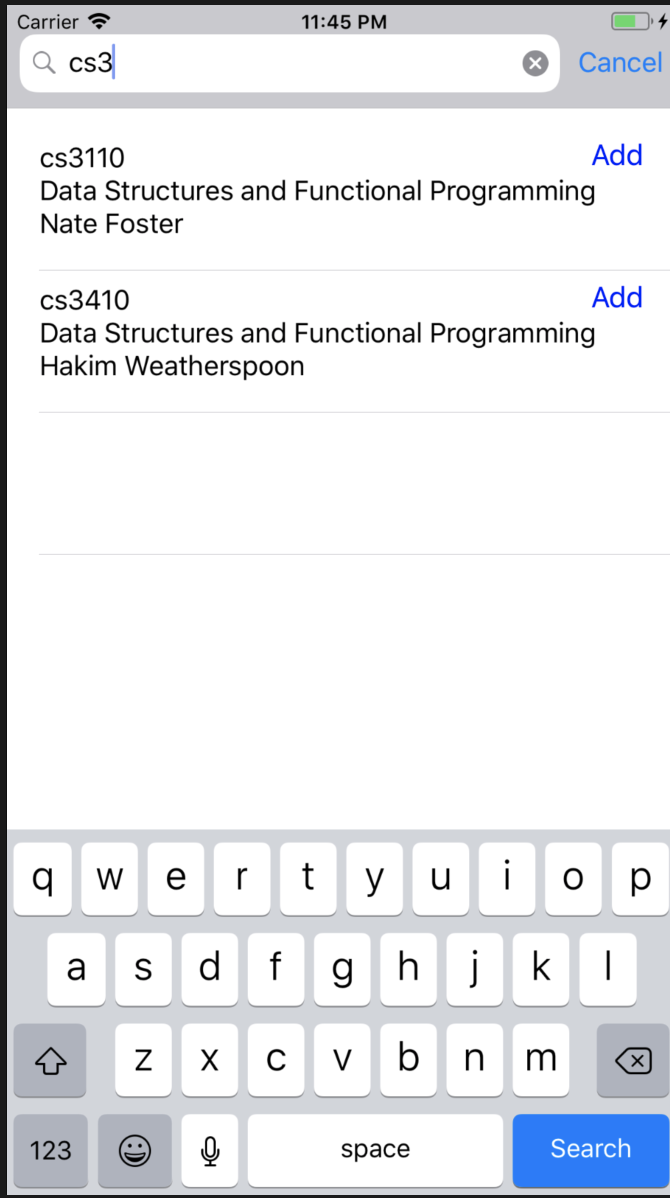 Carrier 11:45 PM
cs3 Cancel
cs3110 Add
Data Structures and Functional Programming
Nate Foster
cs3410 Add
Data Structures and Functional Programming
Hakim Weatherspoon
q w e r t y u i o p
a s d f g h j k l
z x c v b n m
123 space Search